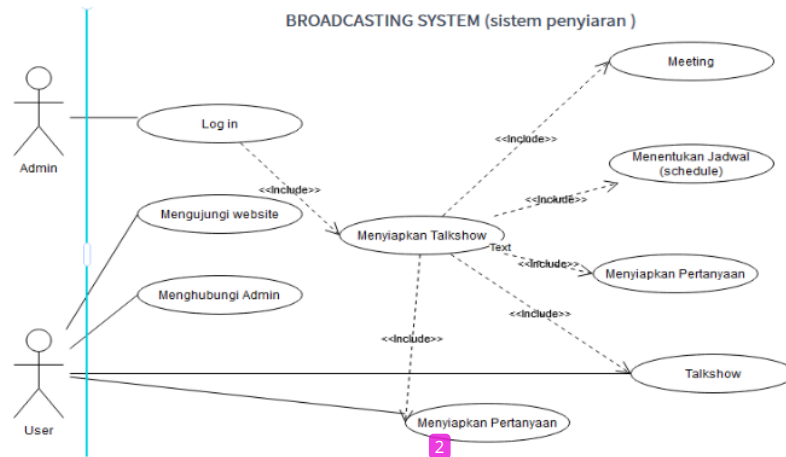 BROADCASTING SYSTEM (sistem penyiaran )
Meeting
Log in
<<Include>>
Menentukan Jadwal
(schedule)
Admin
<<Include>>
<<Include>>
Mengujungi website
Menyiapkan Talkshow
Text
<<Include>>
Menyiapkan Pertanyaan
Menghubungi Admin
<<Include>>
<<Include>>
Talkshow
User
Menyiapkan Pertanyaan
2